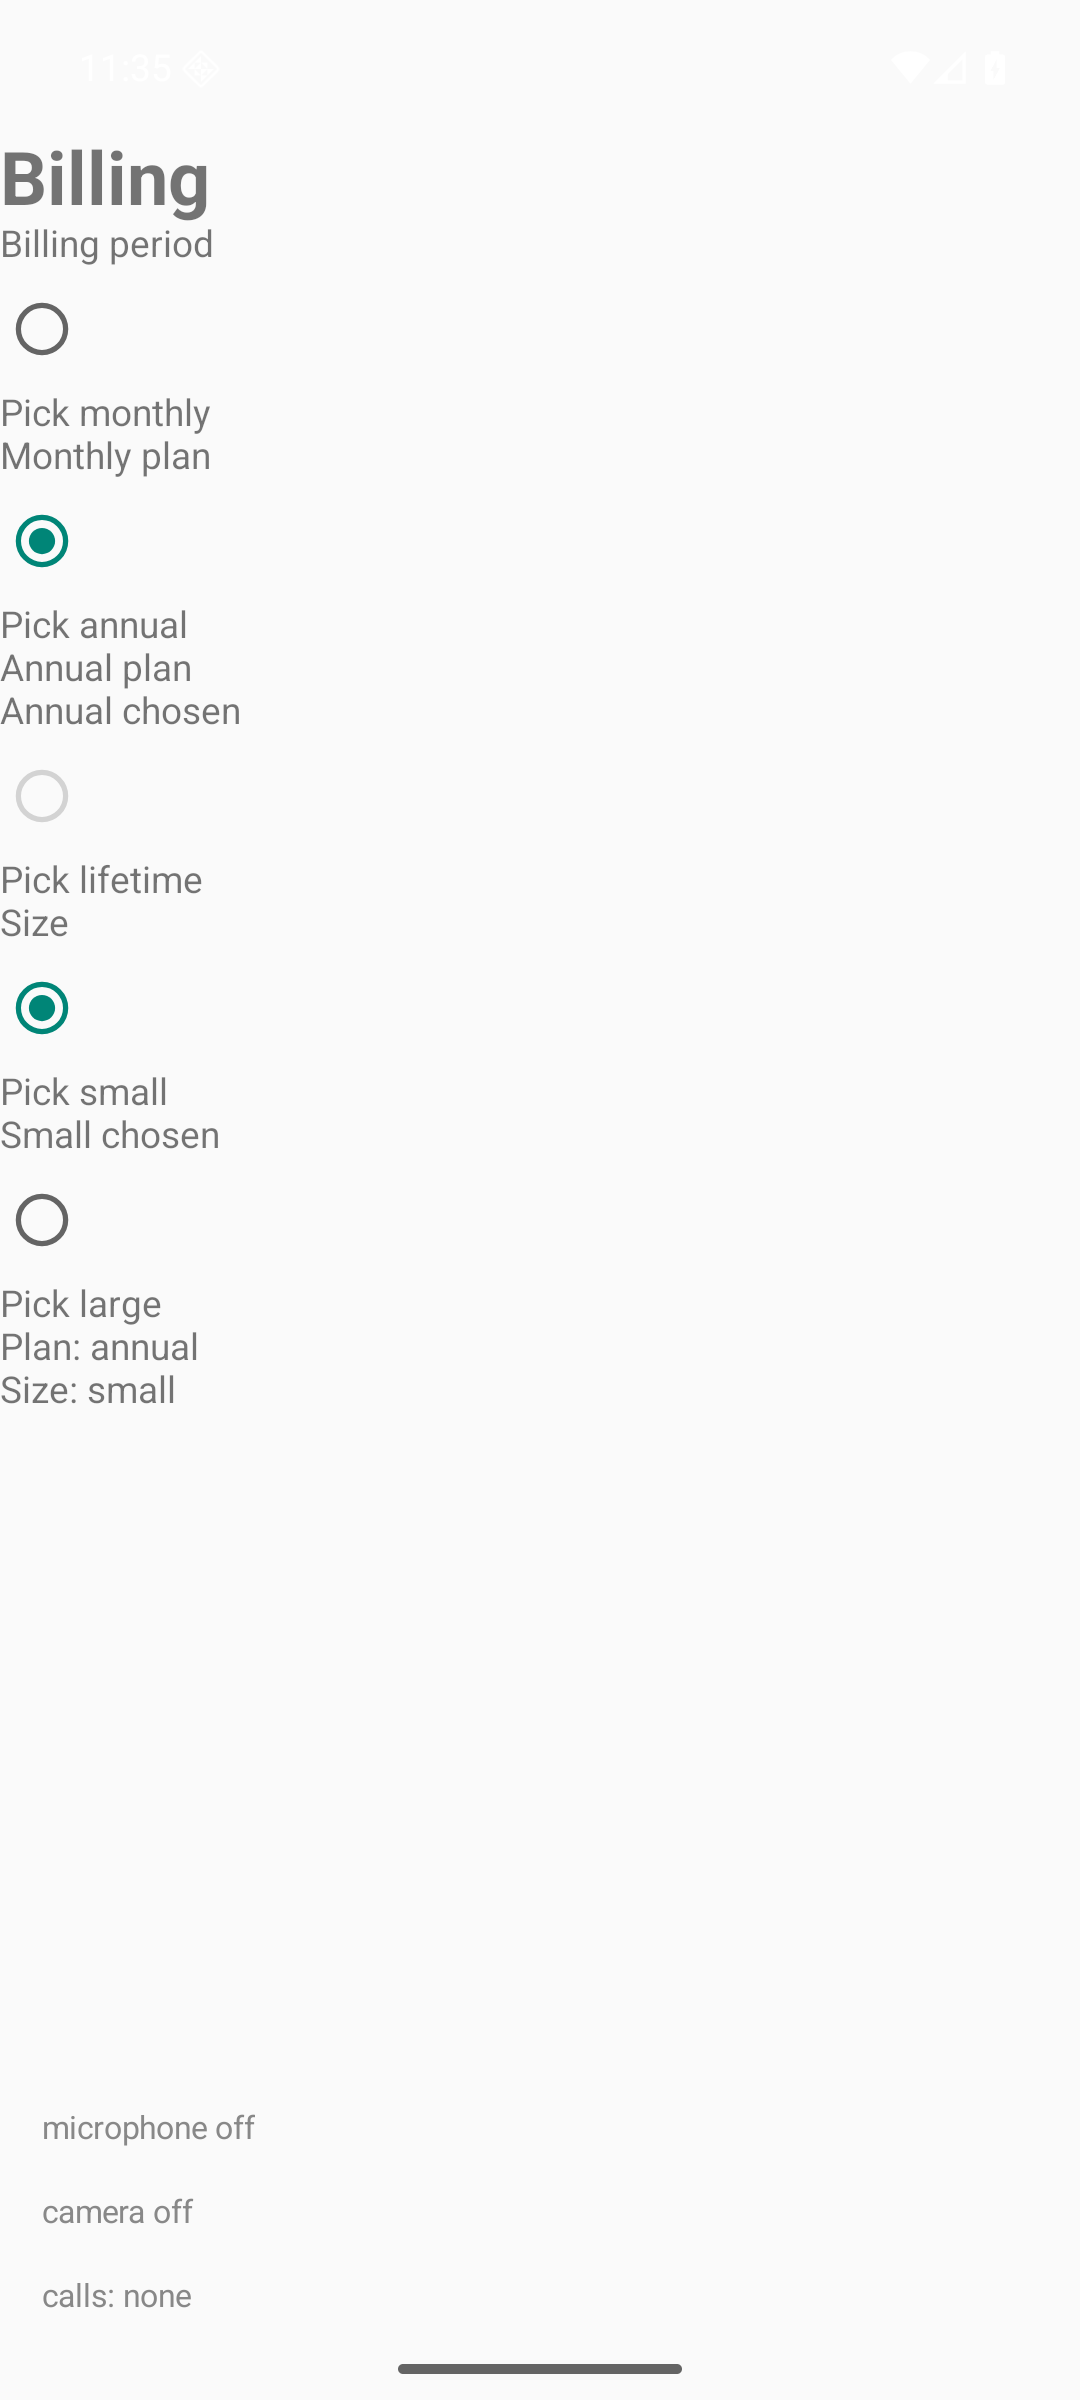 11:35
Billing
Billing period
Pick monthly
Monthly plan
Pick annual
Annual plan
Annual chosen
Pick lifetime
Size
Pick small
Small chosen
Pick large
Plan: annual
Size: small
microphone off
camera off
calls: none